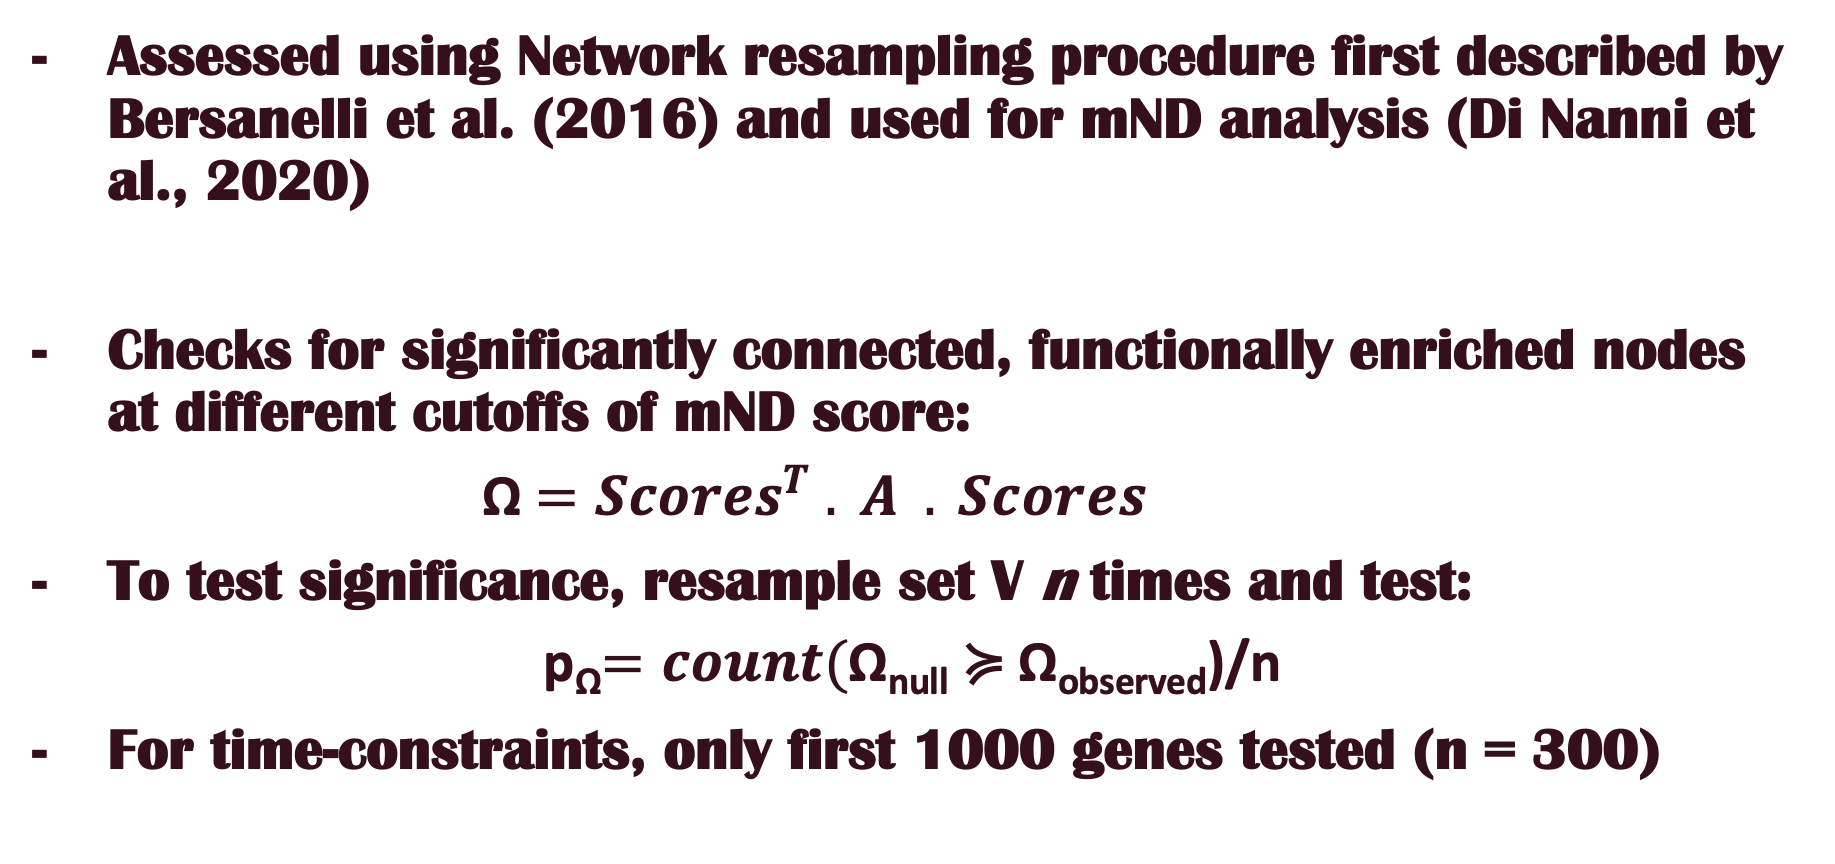 - Assessed using Network resampling procedure first described by
Bersanelli et al. (2016) and used for mND analysis (Di Nanni et
al., 2020)
- Checks for significantly connected, functionally enriched nodes
at different cutoffs of mND score:
Ω = Scoresᵀ . A . Scores
- To test significance, resample set V n times and test:
p_Ω= count(Ω_null ≽ Ω_observed)/n
- For time-constraints, only first 1000 genes tested (n = 300)